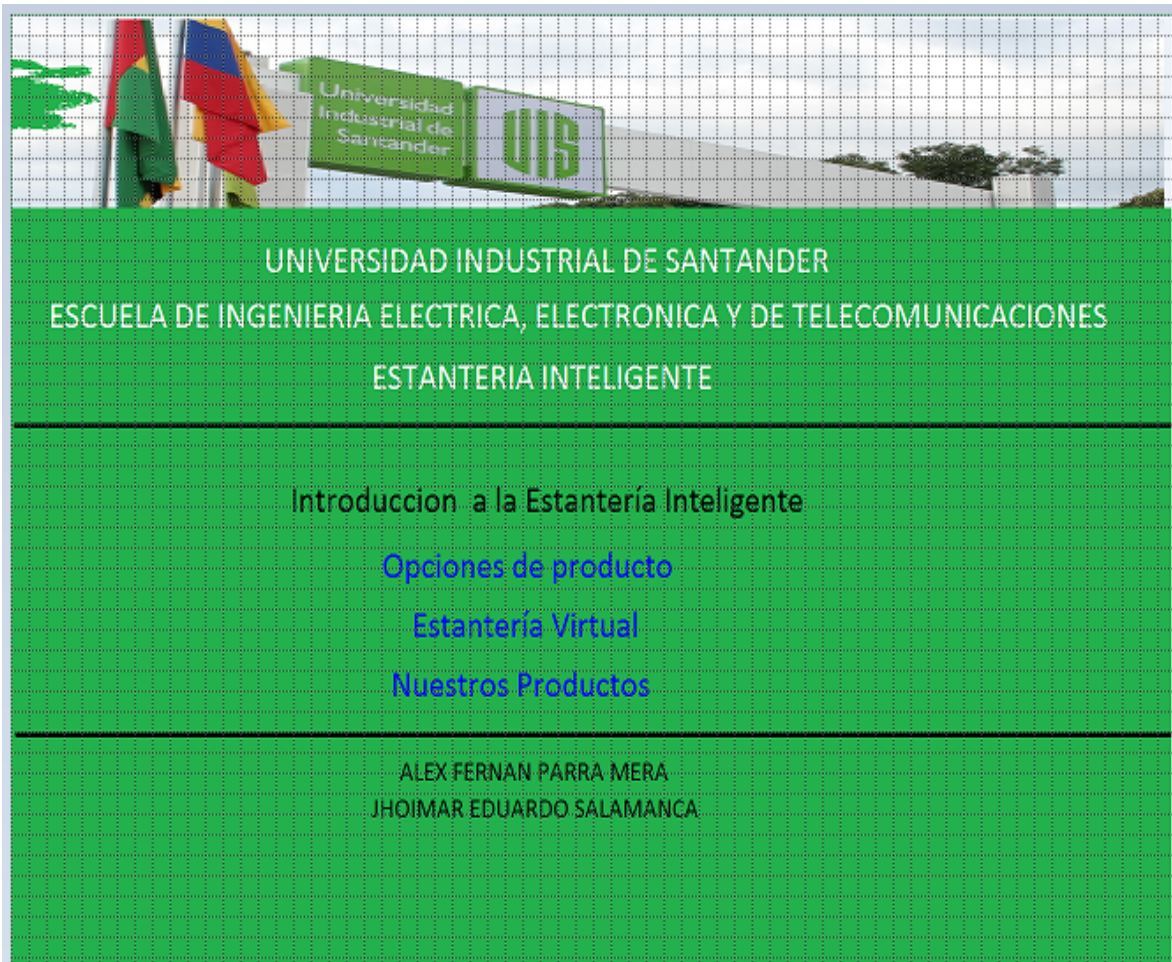 Universidad
Industrial de
Santander
UIS
UNIVERSIDAD INDUSTRIAL DE SANTANDER
ESCUELA DE INGENIERIA ELECTRICA, ELECTRONICA Y DE TELECOMUNICACIONES
ESTANTERIA INTELIGENTE
Introduccion a la Estantería Inteligente
Opciones de producto
Estantería Virtual
Nuestros Productos
ALEX FERNAN PARRA MERA
JHOIMAR EDUARDO SALAMANCA